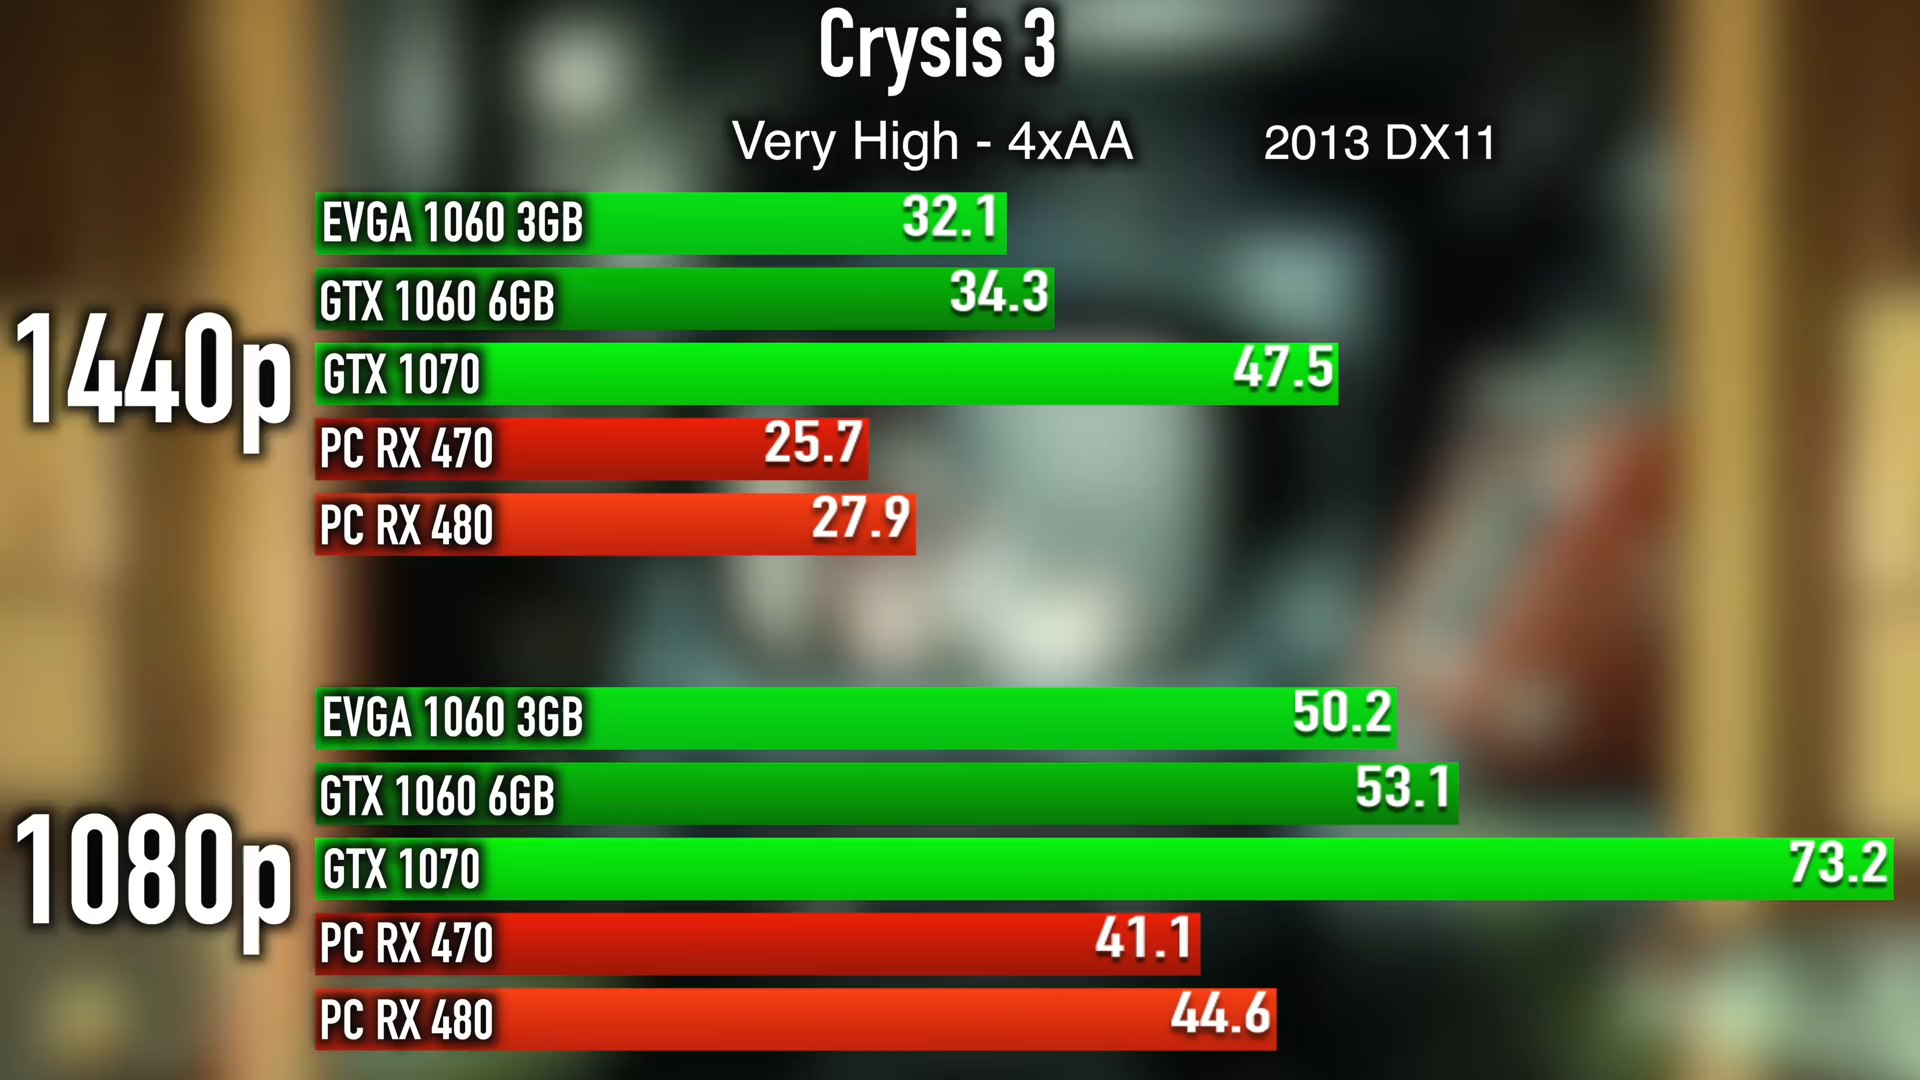 Crysis 3
Very High - 4xAA 2013 DX11
1440p
EVGA 1060 3GB 32.1
GTX 1060 6GB 34.3
GTX 1070 47.5
PC RX 470 25.7
PC RX 480 27.9
1080p
EVGA 1060 3GB 50.2
GTX 1060 6GB 53.1
GTX 1070 73.2
PC RX 470 41.1
PC RX 480 44.6